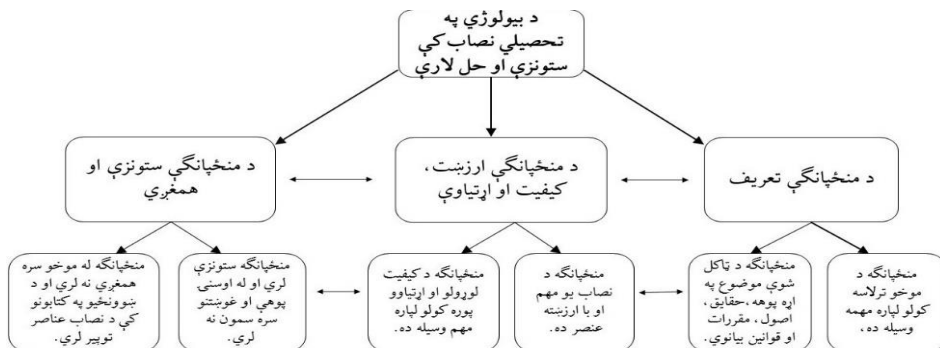 د بیولوژي په
تحصیلي نصاب کې
ستونزې او حل لارې
د منځپانګې تعریف
د منځپانګې ارزښت،
کیفیت او اړتیاوې
د منځپانګې ستونزې او
همغږي
منځپانګه د
موخو ترلاسه
کولو لپاره مهمه
وسیله ده،
منځپانګه د ټاکل
شوې موضوع په
اړه پوهه،حقایق،
اصول، مقررات
او قوانین بیانوي.
منځپانګه د
نصاب یو مهم
او با ارزښته
عنصر ده.
منځپانګه د کیفیت
لوړولو او اړتیاوو
پوره کولو لپاره
مهم وسیله ده.
منځپانګه ستونزې
لري او له اوسنۍ
پوهې او غوښتنو
سره سمون نه
لري.
منځپانګه له موخو سره
همغږي نه لري او د
ښوونځیو په کتابونو
کې د نصاب عناصر
توپیر لري.